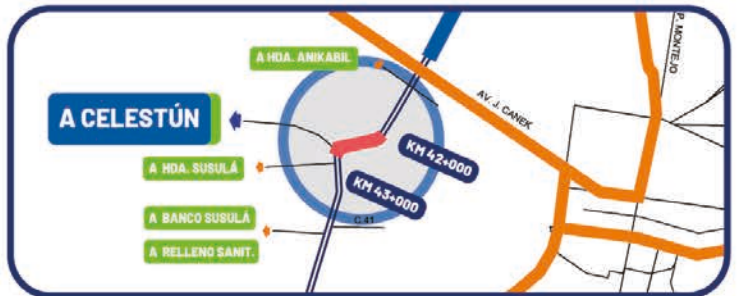 A HDA. ANIKABIL
P. MONTEJO
AV. J. CANEK
A CELESTÚN
KM 42+000
A HDA. SUSULÁ
KM 43+000
A BANCO SUSULÁ
C.41
A RELLENO SANIT.